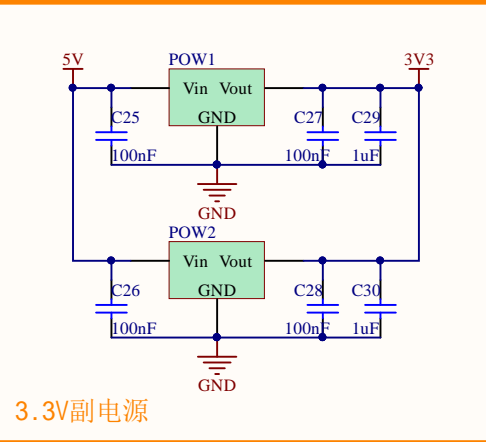 5V POW1 3V3
Vin Vout
C25 GND C27 C29
100nF 100nF 1uF
GND
POW2
Vin Vout
C26 GND C28 C30
100nF 100nF 1uF
GND
3.3V副电源